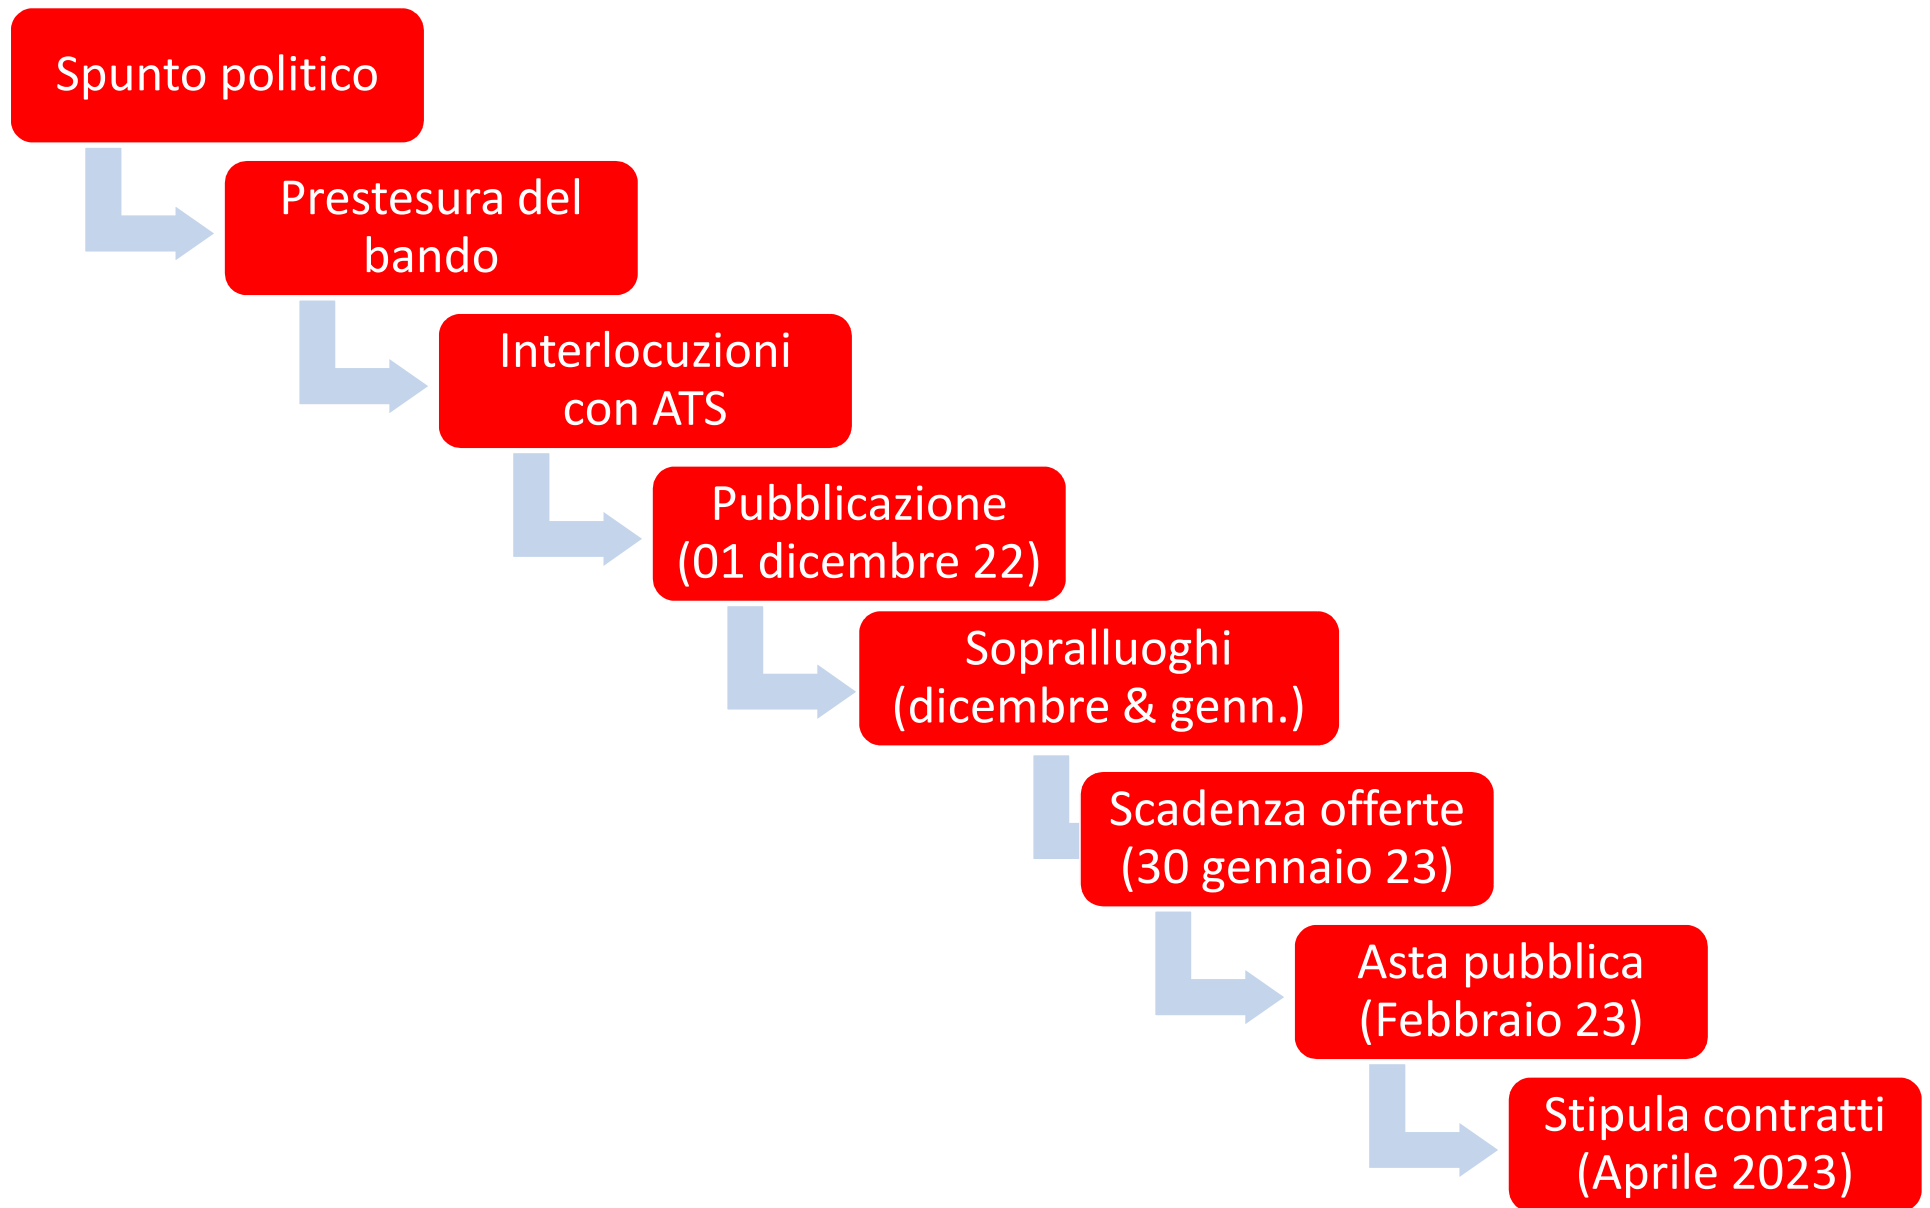 Spunto politico
Prestesura del
bando
Interlocuzioni
con ATS
Pubblicazione
(01 dicembre 22)
Sopralluoghi
(dicembre & genn.)
Scadenza offerte
(30 gennaio 23)
Asta pubblica
(Febbraio 23)
Stipula contratti
(Aprile 2023)